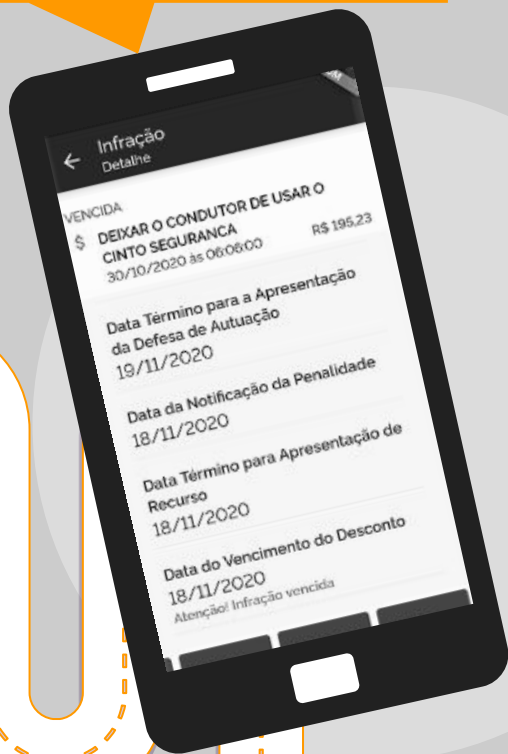 Infração
Detalhe
VENCIDA
$ DEIXAR O CONDUTOR DE USAR O
CINTO SEGURANCA
30/10/2020 às 06:06:00
R$ 195,23
Data Término para a Apresentação
da Defesa de Autuação
19/11/2020
Data da Notificação da Penalidade
18/11/2020
Data Término para Apresentação de
Recurso
18/11/2020
Data do Vencimento do Desconto
18/11/2020
Atenção! Infração vencida